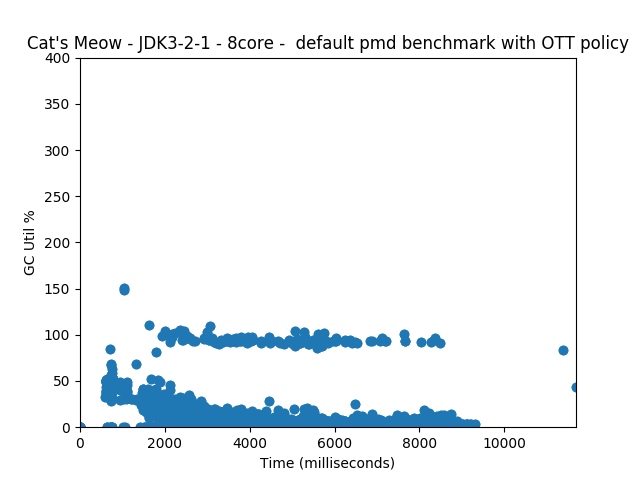 Cat's Meow - JDK3-2-1 - 8core -  default pmd benchmark with OTT policy
400
350
300
250
200
150
100
50
0
GC Util %
0 2000 4000 6000 8000 10000
Time (milliseconds)